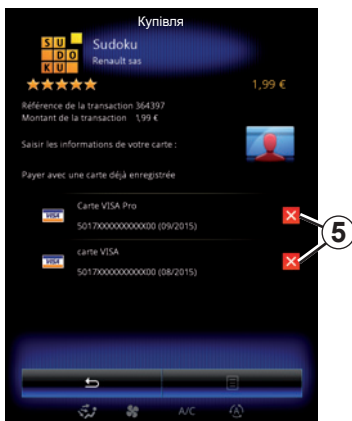 Купівля
SU
DO
KU
Sudoku
Renault sas
1,99 €
Référence de la transaction 364397
Montant de la transaction 1,99 €
Saisir les informations de votre carte :
Payer avec une carte déjà enregistrée
Carte VISA Pro
VISA
5017XXXXXXXXXX00 (09/2015)
5
carte VISA
VISA
5017XXXXXXXXXX00 (08/2015)
A/C
A